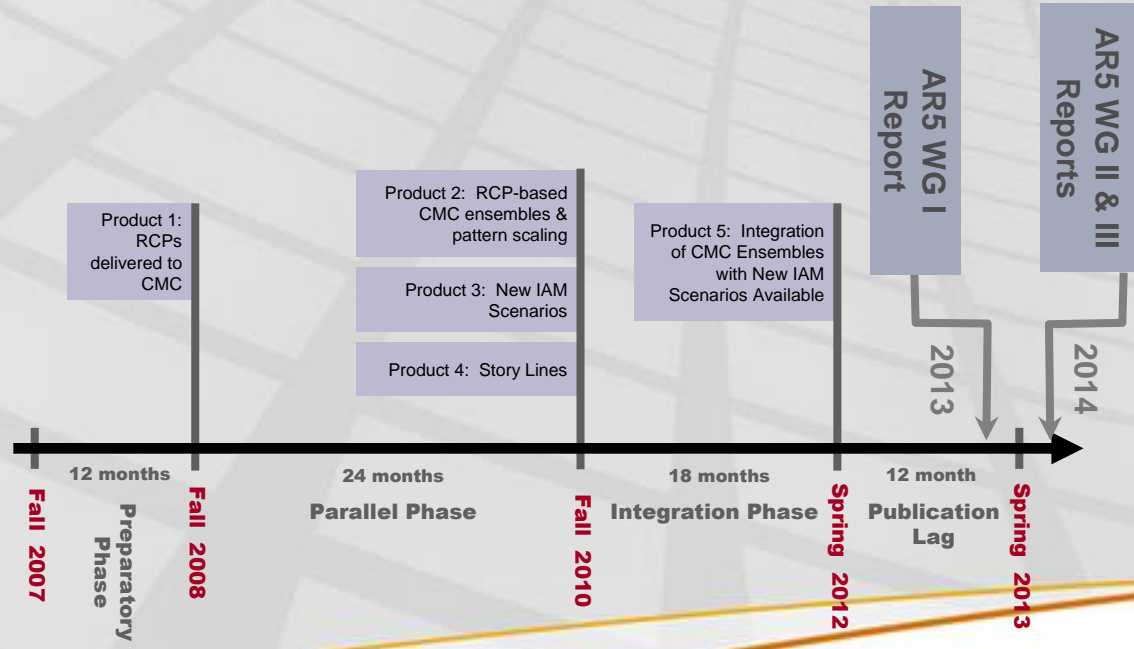 AR5 WG I
Report
AR5 WG II & III
Reports
Product 1:
RCPs
delivered to
CMC
Product 2: RCP-based
CMC ensembles &
pattern scaling
Product 3: New IAM
Scenarios
Product 4: Story Lines
Product 5: Integration
of CMC Ensembles
with New IAM
Scenarios Available
2013
2014
12 months
24 months
18 months
12 month
Preparatory
Phase
Parallel Phase
Integration Phase
Publication
Lag
Fall 2007
Fall 2008
Fall 2010
Spring 2012
Spring 2013